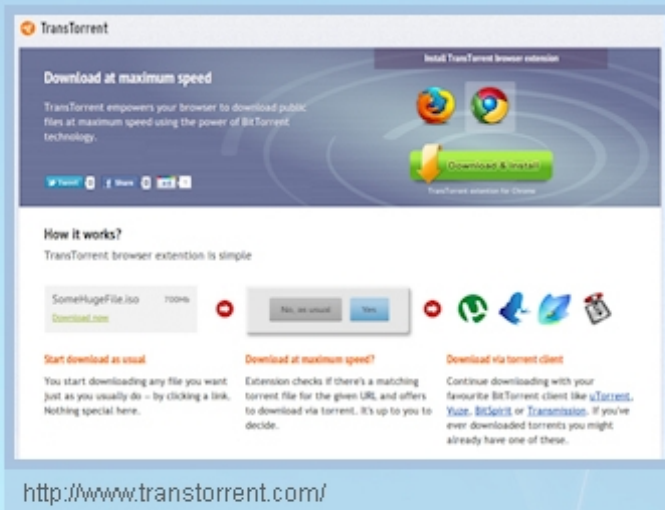 TransTorrent
Install TransTorrent browser extension
Download at maximum speed
TransTorrent empowers your browser to download public
files at maximum speed using the power of BitTorrent
technology.
Download & Install
Tweet 0 Share 0
TransTorrent extention for Chrome
How it works?
TransTorrent browser extention is simple
SomeHugeFile.iso 700Mb
Download now
No, as usual Yes
Start download as usual
You start downloading any file you want
just as you usually do – by clicking a link.
Nothing special here.
Download at maximum speed?
Extension checks if there's a matching
torrent file for the given URL and offers
to download via torrent. It's up to you to
decide.
Download via torrent client
Continue downloading with your
favourite BitTorrent client like uTorrent,
Vuze, BitSpirit or Transmission. If you've
ever downloaded torrents you might
already have one of these.
http://www.transtorrent.com/